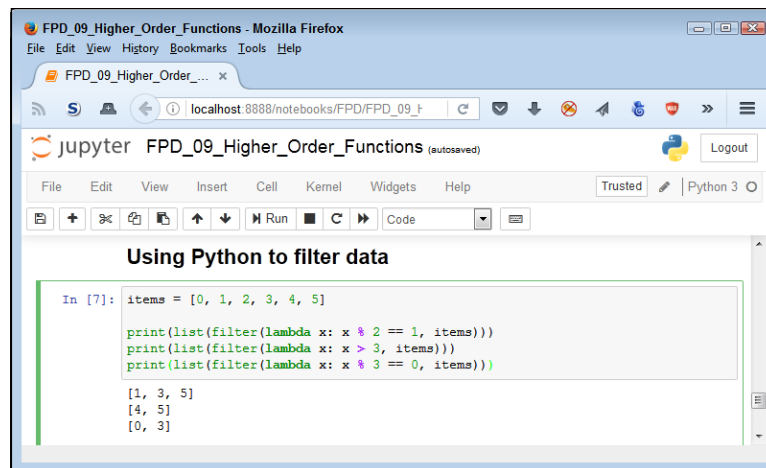 FPD_09_Higher_Order_Functions - Mozilla Firefox
File Edit View History Bookmarks Tools Help
FPD_09_Higher_Order_... ×
localhost:8888/notebooks/FPD/FPD_09_H
jupyter FPD_09_Higher_Order_Functions (autosaved) Logout
File Edit View Insert Cell Kernel Widgets Help Trusted Python 3
Run Code
Using Python to filter data
In [7]: items = [0, 1, 2, 3, 4, 5]
print(list(filter(lambda x: x % 2 == 1, items)))
print(list(filter(lambda x: x > 3, items)))
print(list(filter(lambda x: x % 3 == 0, items)))
[1, 3, 5]
[4, 5]
[0, 3]